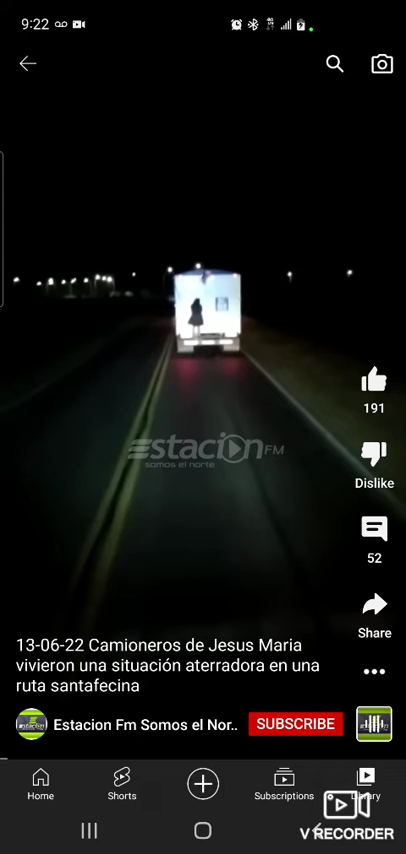 9:22
estacion FM
somos el norte
191
Dislike
52
Share
13-06-22 Camioneros de Jesus Maria
vivieron una situación aterradora en una
ruta santafecina
Estacion Fm Somos el Nor..
SUBSCRIBE
Home
Shorts
Subscriptions
Library
V RECORDER